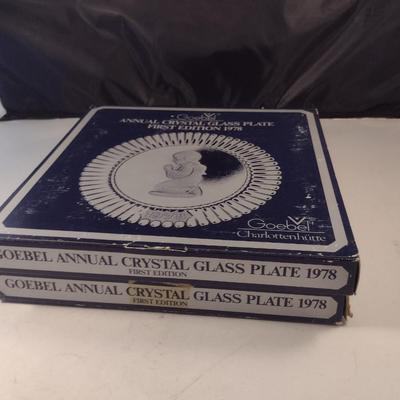 Goebel
ANNUAL CRYSTAL GLASS PLATE
FIRST EDITION 1978
Goebel
Charlottenhütte
GOEBEL ANNUAL CRYSTAL GLASS PLATE 1978
FIRST EDITION
GOEBEL ANNUAL CRYSTAL GLASS PLATE 1978
FIRST EDITION